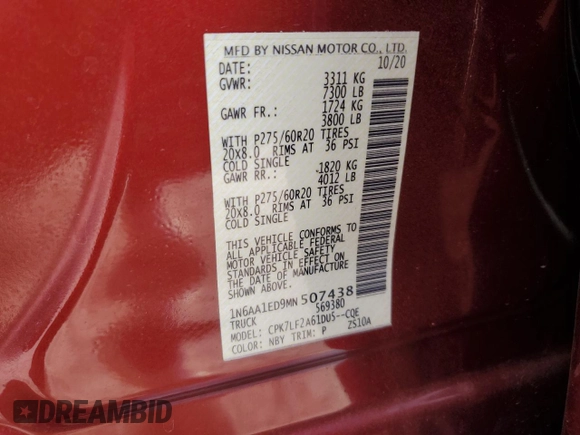 MFD BY NISSAN MOTOR CO., LTD.
DATE: 10/20
GVWR: 3311 KG
7300 LB
GAWR FR.: 1724 KG
3800 LB
WITH P275/60R20 TIRES
20x8.0 RIMS AT 36 PSI
COLD SINGLE
GAWR RR.: 1820 KG
4012 LB
WITH P275/60R20 TIRES
20x8.0 RIMS AT 36 PSI
COLD SINGLE
THIS VEHICLE CONFORMS TO
ALL APPLICABLE FEDERAL
MOTOR VEHICLE SAFETY
STANDARDS IN EFFECT ON
THE DATE OF MANUFACTURE
SHOWN ABOVE.
1N6AA1ED9MN507438
TRUCK 569380
MODEL: CPK7LF2A61DUS--CQE
COLOR: NBY TRIM: P ZS10A
DREAMBID